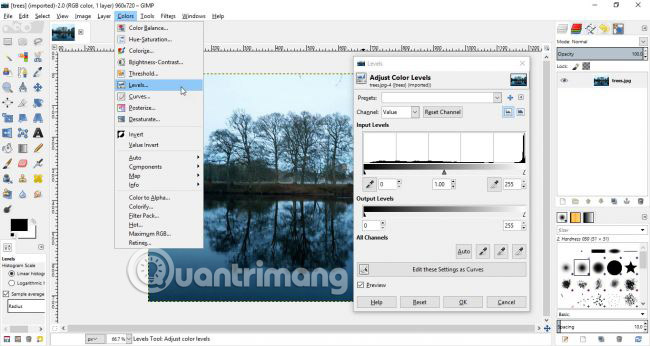 [trees] (imported)-2.0 (RGB color, 1 layer) 960x720 – GIMP
File Edit Select View Image Layer Colors Tools Filters Windows Help
Color Balance...
Hue-Saturation...
Colorize...
Brightness-Contrast...
Threshold...
Levels...
Curves...
Posterize...
Desaturate...
Invert
Value Invert
Auto
Components
Map
Info
Color to Alpha...
Colorify...
Filter Pack...
Hot...
Maximum RGB...
Retinex...
Levels
Histogram Scale
Linear histog
Logarithmic h
Sample average
Radius
Levels
Adjust Color Levels
trees.jpg-4 ([trees] (imported))
Presets:
Channel: Value Reset Channel
Input Levels
0 1.00 255
Output Levels
0 255
All Channels
Auto
Edit these Settings as Curves
Preview
Help Reset OK Cancel
Mode: Normal
Opacity 100.0
Lock:
trees.jpg
Filter
2. Hardness 050 (51 × 51)
Basic.
Spacing 10.0
Quantrimang
px 66.7 % Levels Tool: Adjust color levels